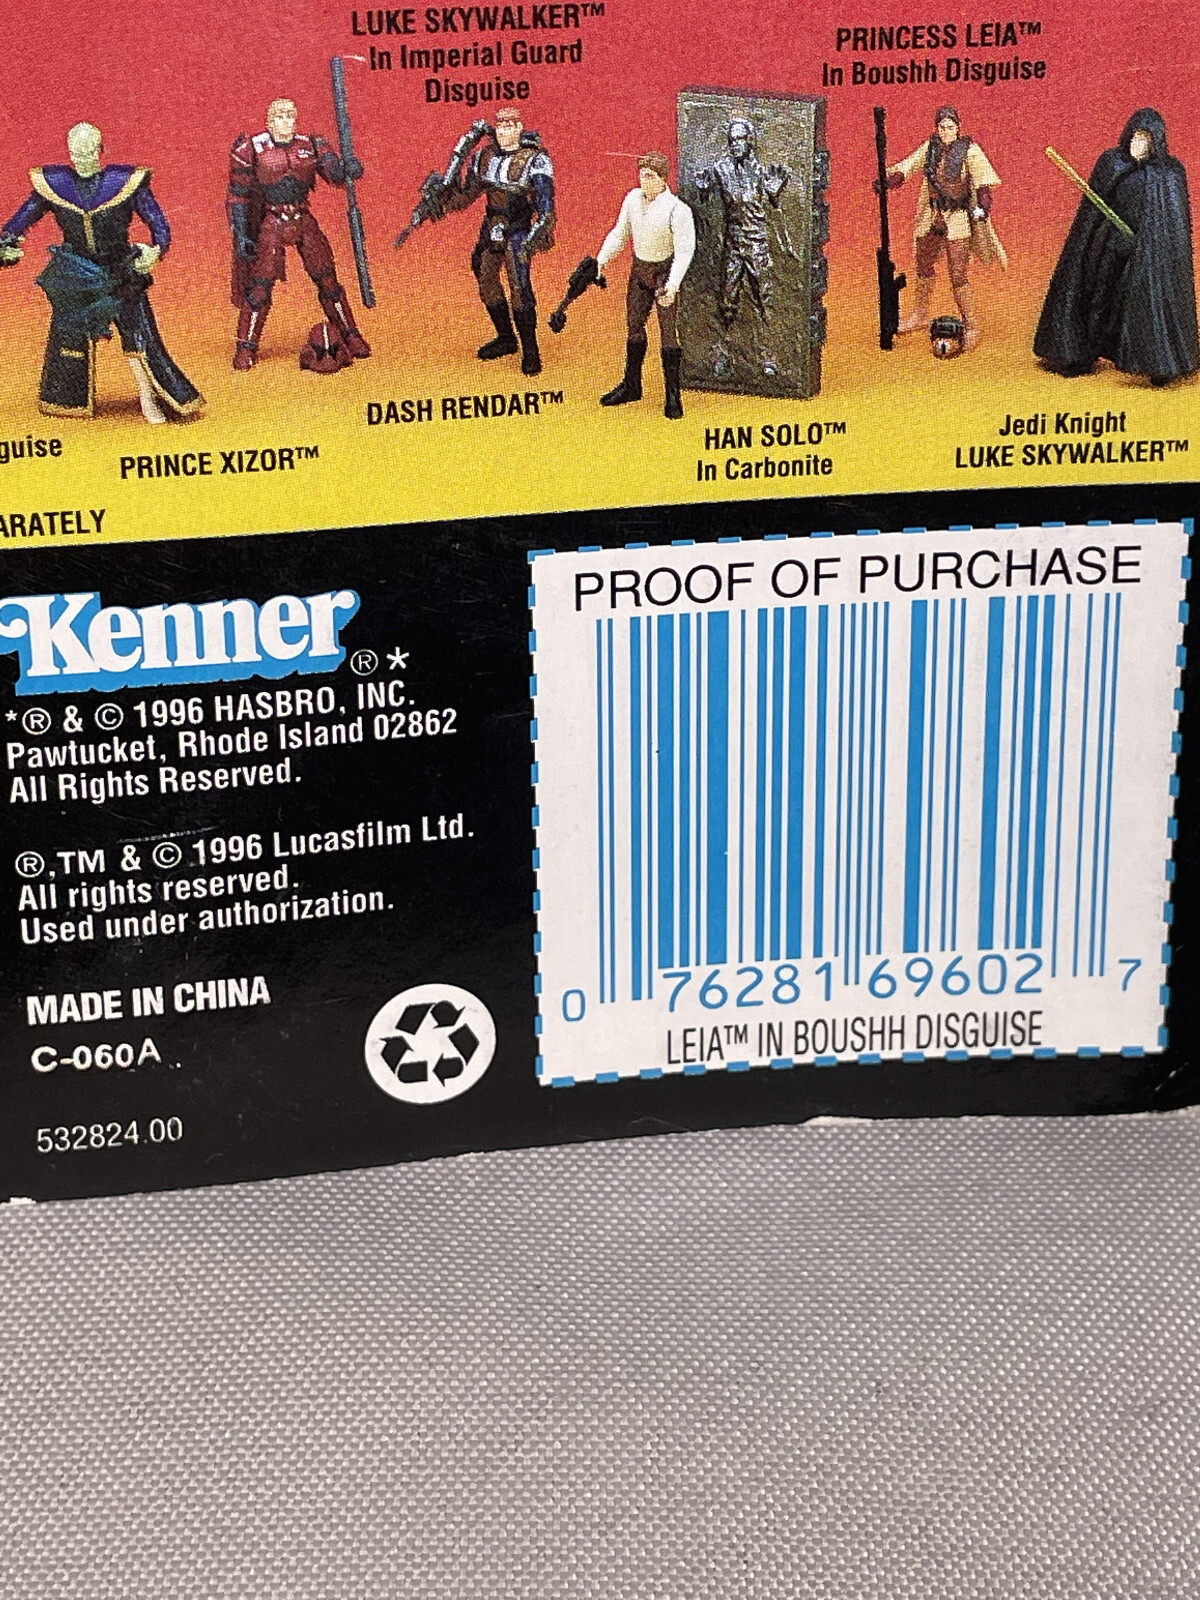 LUKE SKYWALKER™
In Imperial Guard
Disguise
PRINCESS LEIA™
In Boushh Disguise
guise
PRINCE XIZOR™
DASH RENDAR™
HAN SOLO™
In Carbonite
Jedi Knight
LUKE SKYWALKER™
ARATELY
Kenner®*
*® & © 1996 HASBRO, INC.
Pawtucket, Rhode Island 02862
All Rights Reserved.
®,TM & © 1996 Lucasfilm Ltd.
All rights reserved.
Used under authorization.
MADE IN CHINA
C-060A
532824.00
PROOF OF PURCHASE
0 76281 69602 7
LEIA™ IN BOUSHH DISGUISE